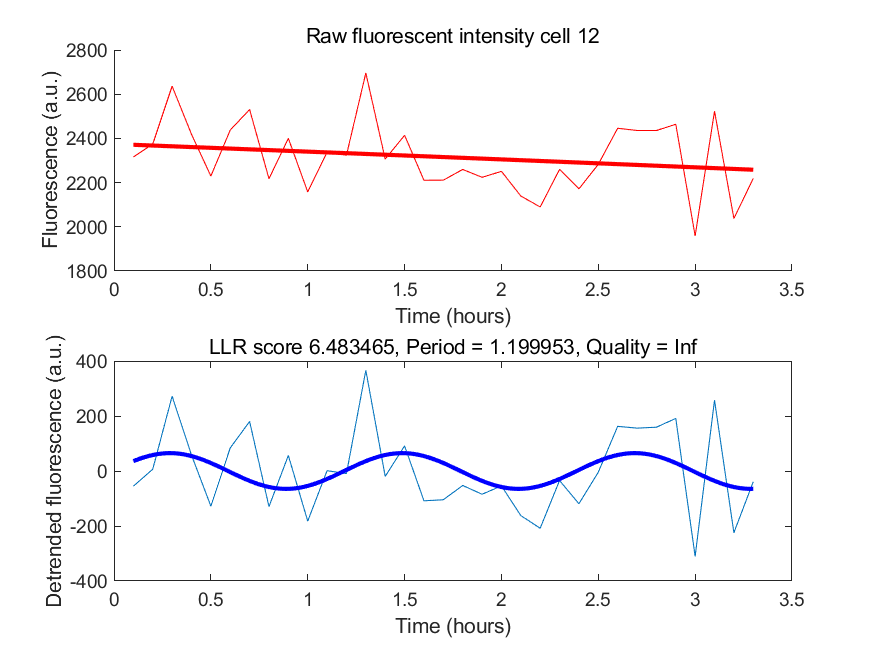 Raw fluorescent intensity cell 12
Fluorescence (a.u.)
2800
2600
2400
2200
2000
1800
0 0.5 1 1.5 2 2.5 3 3.5
Time (hours)
LLR score 6.483465, Period = 1.199953, Quality = Inf
Detrended fluorescence (a.u.)
400
200
0
-200
-400
0 0.5 1 1.5 2 2.5 3 3.5
Time (hours)